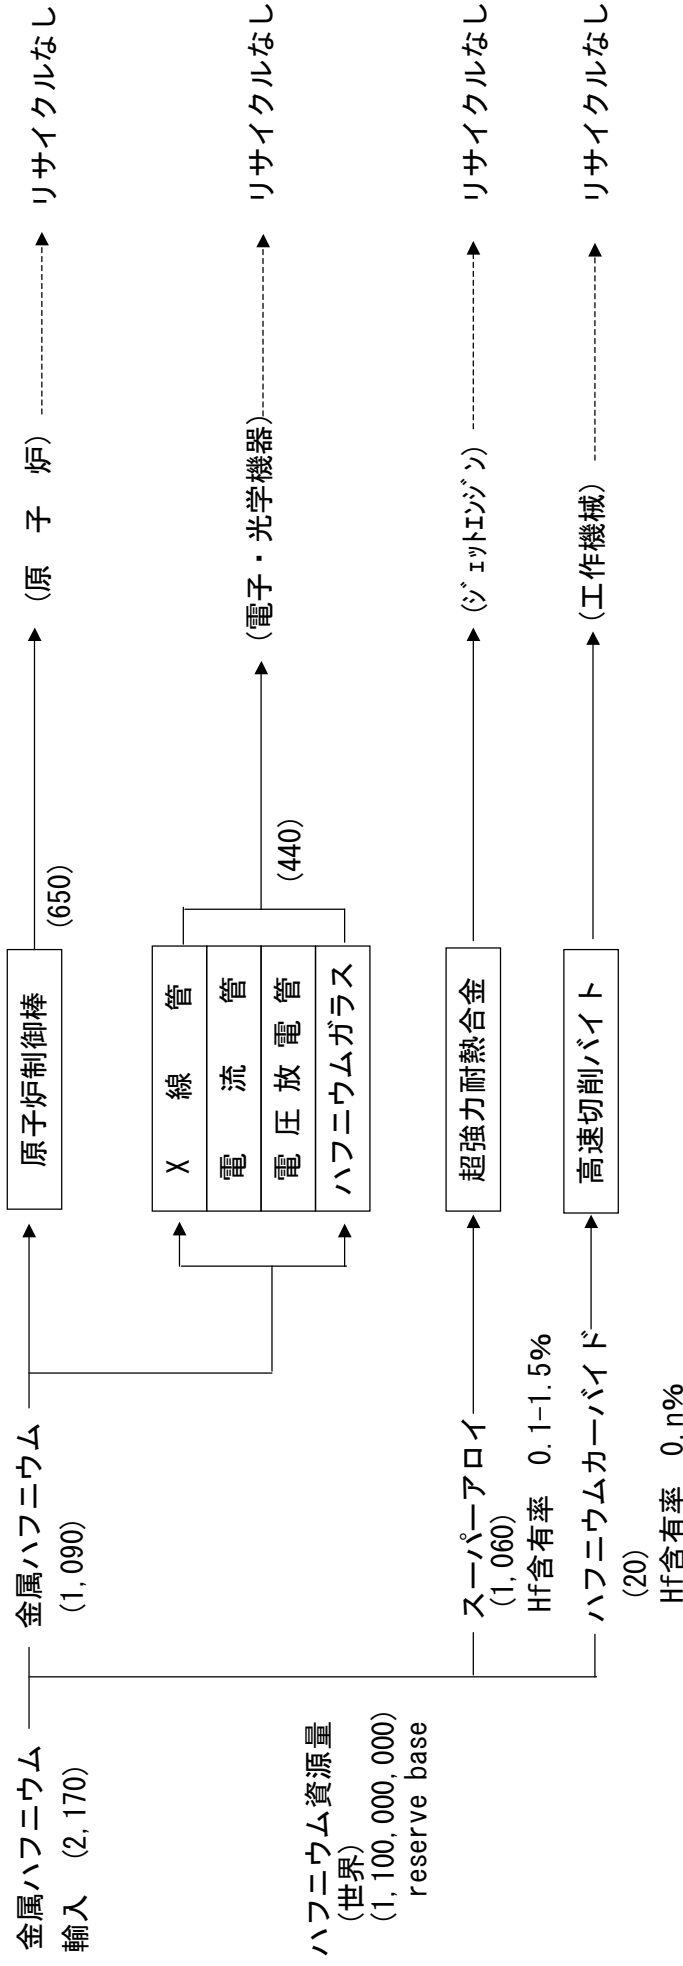 金属ハフニウム
輸入 (2,170)
金属ハフニウム
(1,090)
原子炉制御棒
(650)
(原 子 炉)
リサイクルなし
X 線 管
電 流 管
電 圧 放 電 管
ハフニウムガラス
(440)
(電子・光学機器)
リサイクルなし
ハフニウム資源量
(世界)
(1,100,000,000)
reserve base
スーパーアロイ
(1,060)
Hf含有率 0.1-1.5%
超強力耐熱合金
(ジェットエンジン)
リサイクルなし
ハフニウムカーバイド
(20)
Hf含有率 0.n%
高速切削バイト
(工作機械)
リサイクルなし